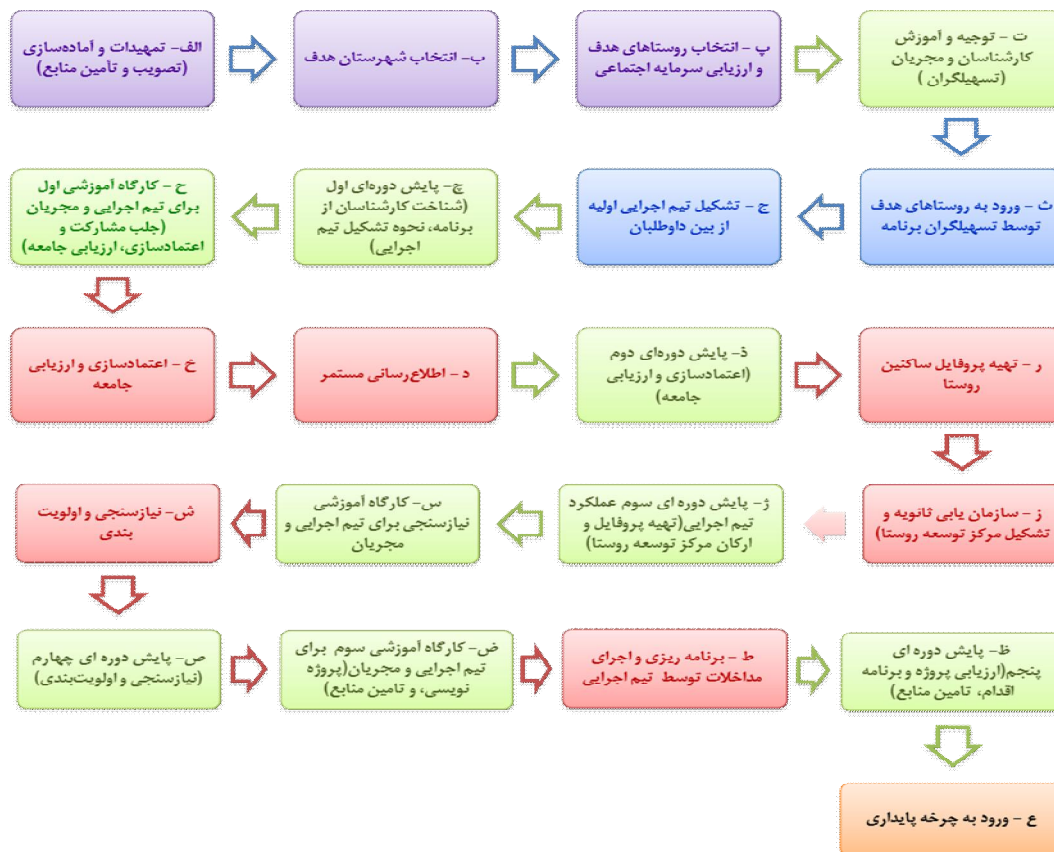 الف- تمهیدات و آماده‌سازی
(تصویب و تأمین منابع)
ب- انتخاب شهرستان هدف
پ - انتخاب روستاهای هدف
و ارزیابی سرمایه اجتماعی
ت - توجیه و آموزش
کارشناسان و مجریان
(تسهیلگران )
ث - ورود به روستاهای هدف
توسط تسهیلگران برنامه
ج - تشکیل تیم اجرایی اولیه
از بین داوطلبان
چ - پایش دوره‌ای اول
(شناخت کارشناسان از
برنامه، نحوه تشکیل تیم
اجرایی)
ح - کارگاه آموزشی اول
برای تیم اجرایی و مجریان
(جلب مشارکت و
اعتمادسازی، ارزیابی جامعه)
خ - اعتمادسازی و ارزیابی
جامعه
د - اطلاع‌رسانی مستمر
ذ- پایش دوره‌ای دوم
(اعتمادسازی و ارزیابی
جامعه)
ر - تهیه پروفایل ساکنین
روستا
ز - سازمان یابی ثانویه و
تشکیل مرکز توسعه روستا)
ژ- پایش دوره ای سوم عملکرد
تیم اجرایی(تهیه پروفایل و
ارکان مرکز توسعه روستا)
س- کارگاه آموزشی
نیازسنجی برای تیم اجرایی و
مجریان
ش- نیازسنجی و اولویت
بندی
ص- پایش دوره ای چهارم
(نیازسنجی و اولویت‌بندی)
ض- کارگاه آموزشی سوم برای
تیم اجرایی و مجریان(پروژه
نویسی، و تامین منابع)
ط - برنامه ریزی و اجرای
مداخلات توسط تیم اجرایی
ظ- پایش دوره ای
پنجم(ارزیابی پروژه و برنامه
اقدام، تامین منابع)
ع - ورود به چرخه پایداری